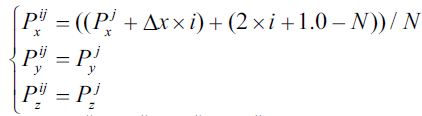 P_x^{ij} = ((P_x^j + Δx × i) + (2 × i + 1.0 − N)) / N
P_y^{ij} = P_y^j
P_z^{ij} = P_z^j